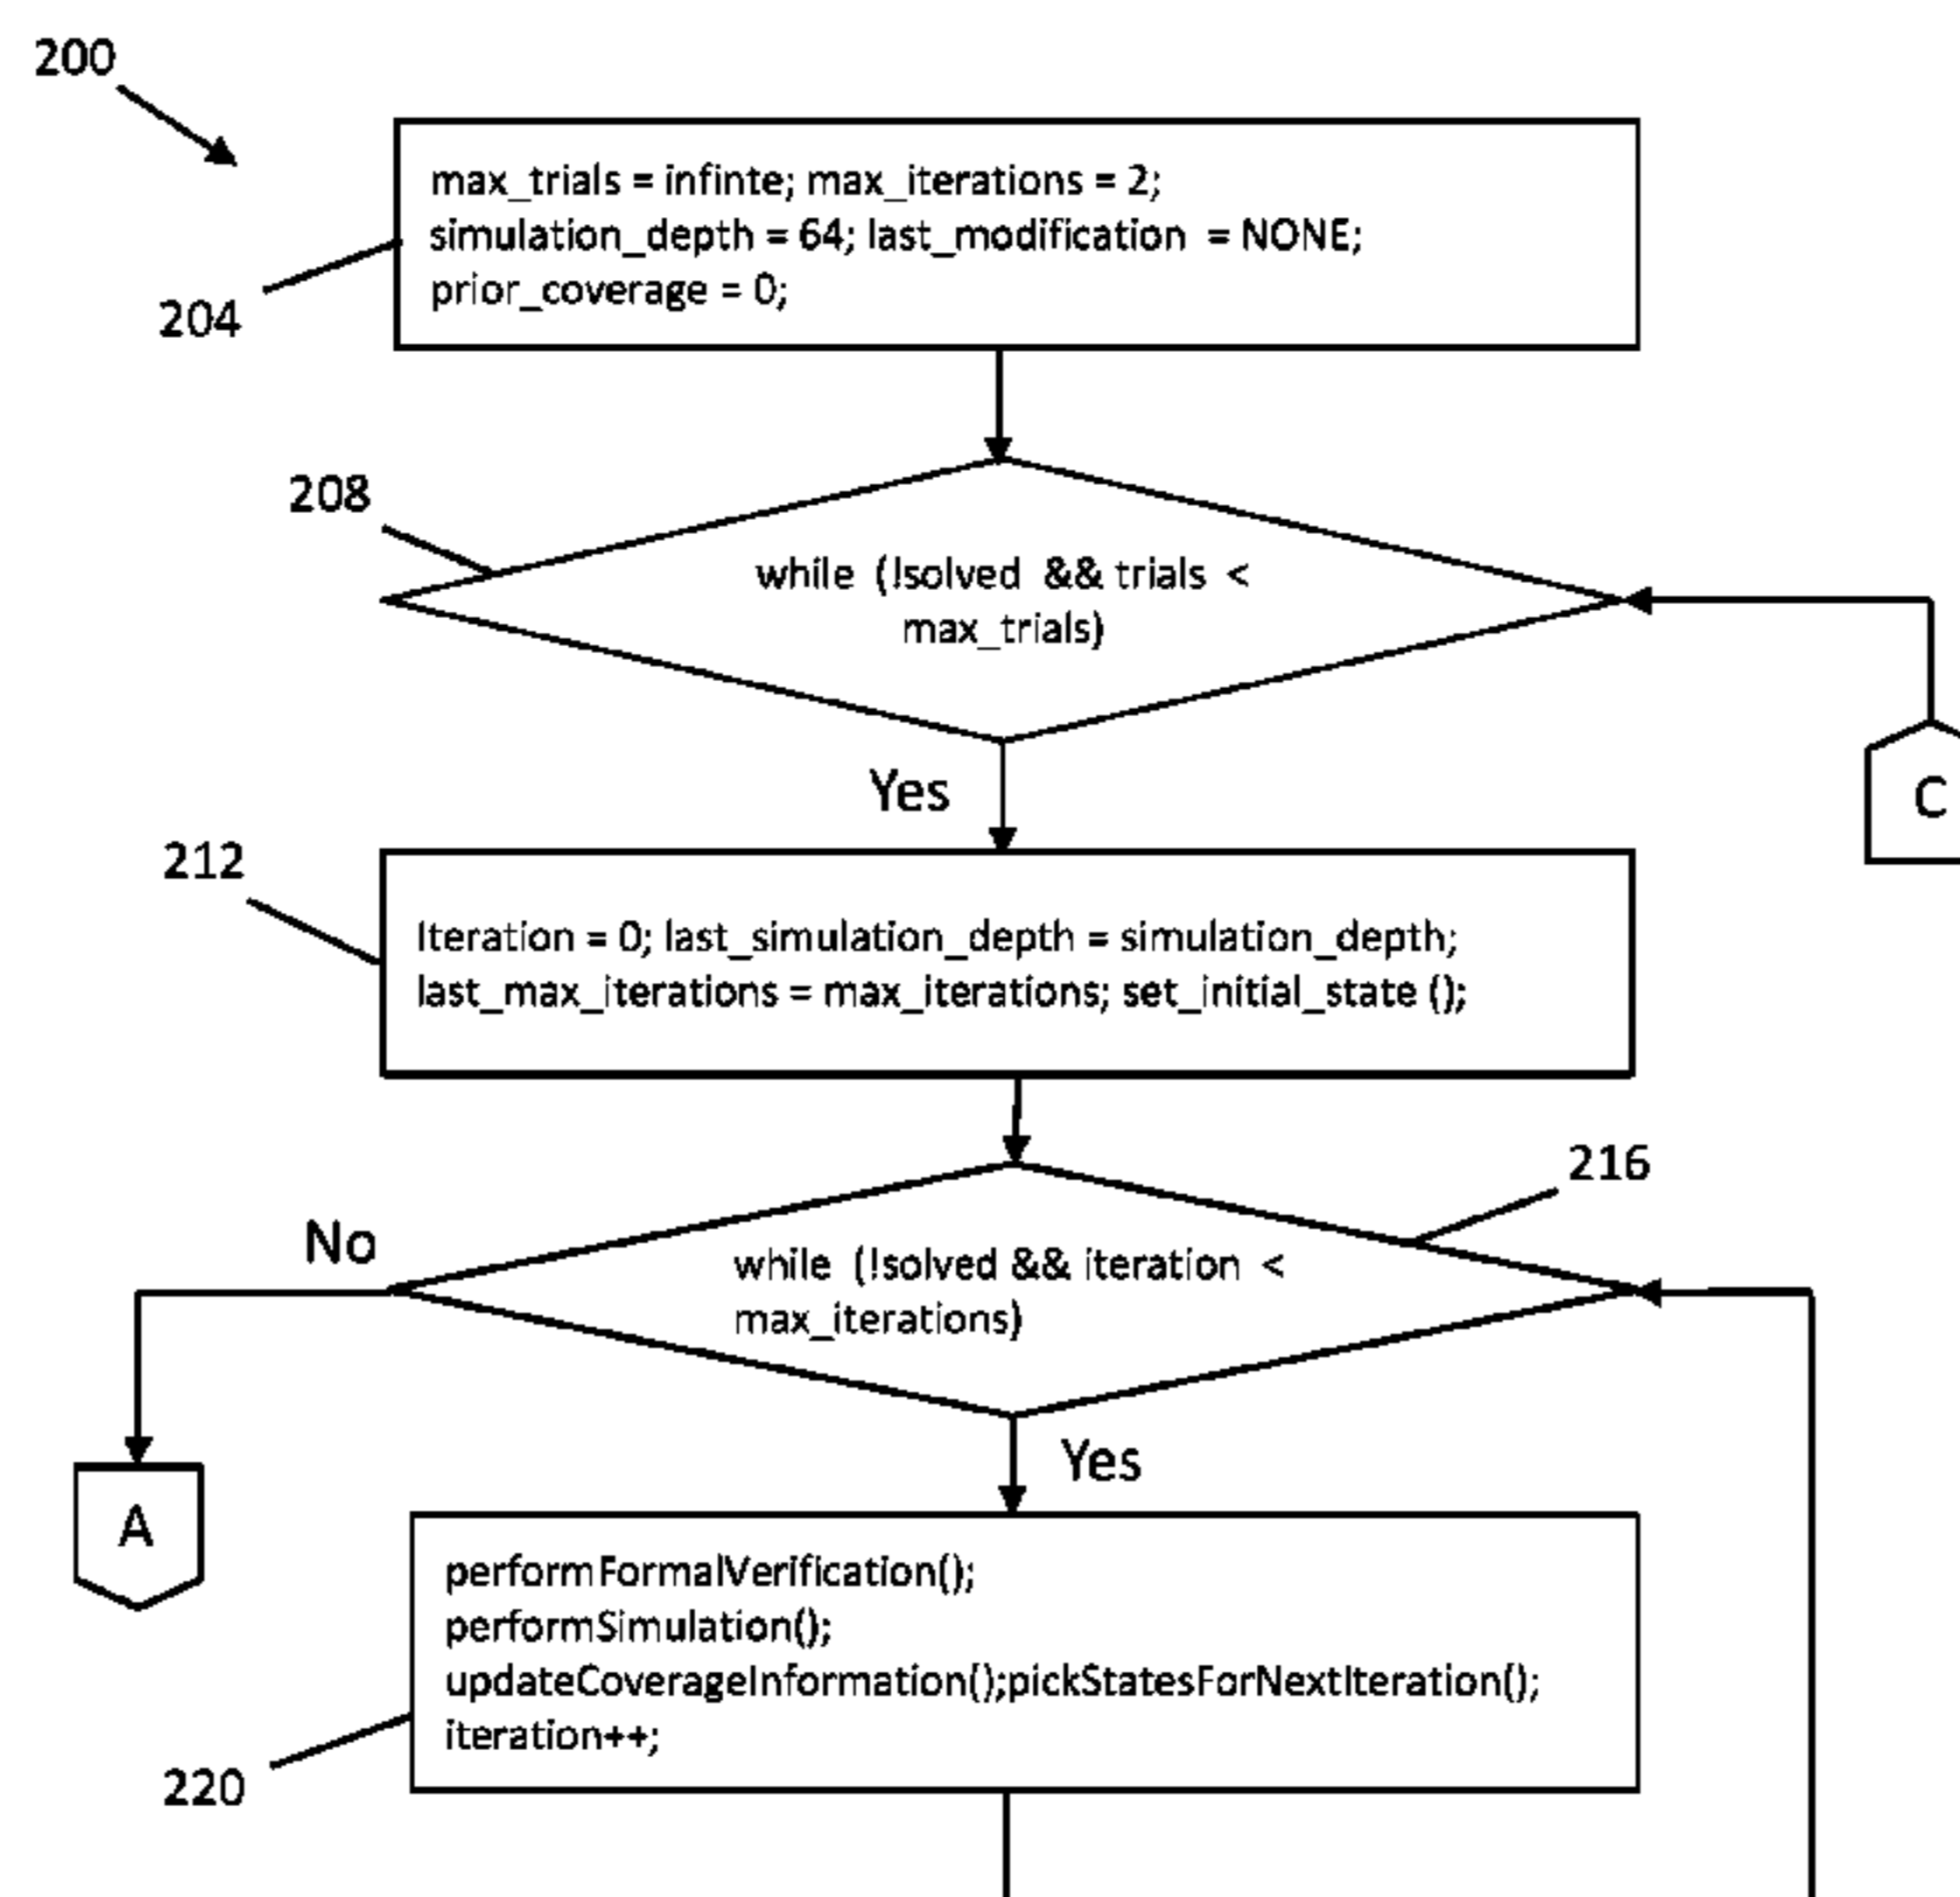 200
max_trials = infinte; max_iterations = 2;
simulation_depth = 64; last_modification = NONE;
prior_coverage = 0;
204
208
while (!solved && trials <
max_trials)
Yes
C
212
Iteration = 0; last_simulation_depth = simulation_depth;
last_max_iterations = max_iterations; set_initial_state ();
216
No
while (!solved && iteration <
max_iterations)
Yes
A
performFormalVerification();
performSimulation();
updateCoverageInformation();pickStatesForNextIteration();
iteration++;
220